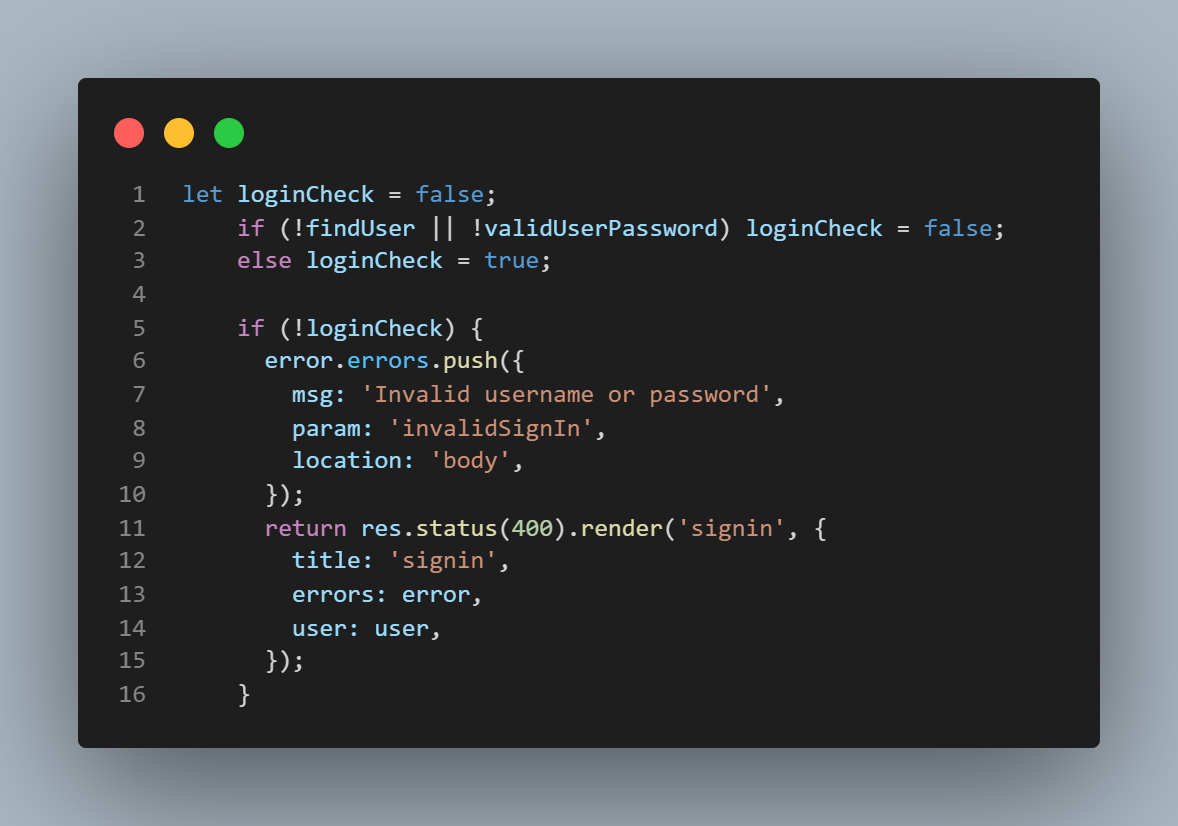 1 let loginCheck = false;
2 if (!findUser || !validUserPassword) loginCheck = false;
3 else loginCheck = true;
4
5 if (!loginCheck) {
6 error.errors.push({
7 msg: 'Invalid username or password',
8 param: 'invalidSignIn',
9 location: 'body',
10 });
11 return res.status(400).render('signin', {
12 title: 'signin',
13 errors: error,
14 user: user,
15 });
16 }